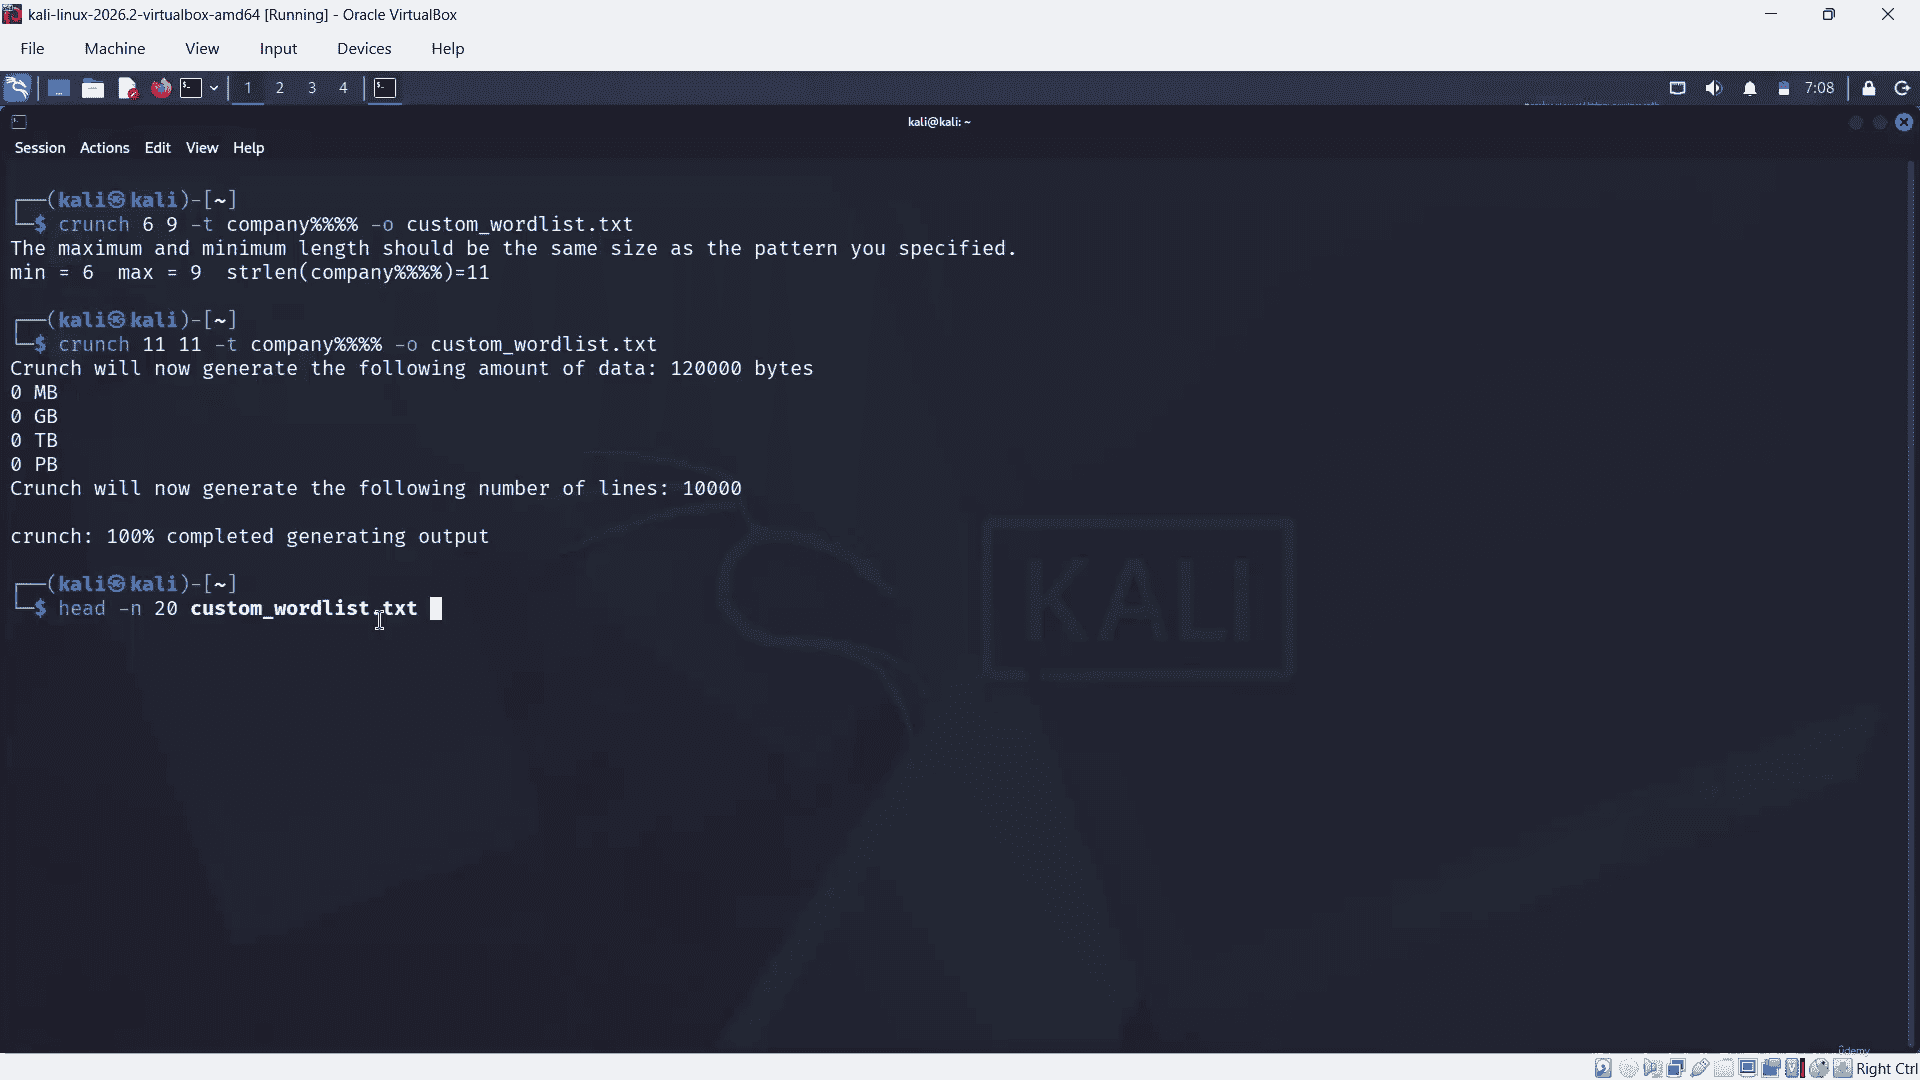 kali-linux-2026.2-virtualbox-amd64 [Running] - Oracle VirtualBox
File Machine View Input Devices Help
1 2 3 4 7:08
kali@kali: ~
Session Actions Edit View Help
┌──(kali㉿kali)-[~]
└─$ crunch 6 9 -t company%%%% -o custom_wordlist.txt
The maximum and minimum length should be the same size as the pattern you specified.
min = 6  max = 9  strlen(company%%%%)=11
┌──(kali㉿kali)-[~]
└─$ crunch 11 11 -t company%%%% -o custom_wordlist.txt
Crunch will now generate the following amount of data: 120000 bytes
0 MB
0 GB
0 TB
0 PB
Crunch will now generate the following number of lines: 10000
crunch: 100% completed generating output
┌──(kali㉿kali)-[~]
└─$ head -n 20 custom_wordlist.txt
KALI
ûdemy
Right Ctrl